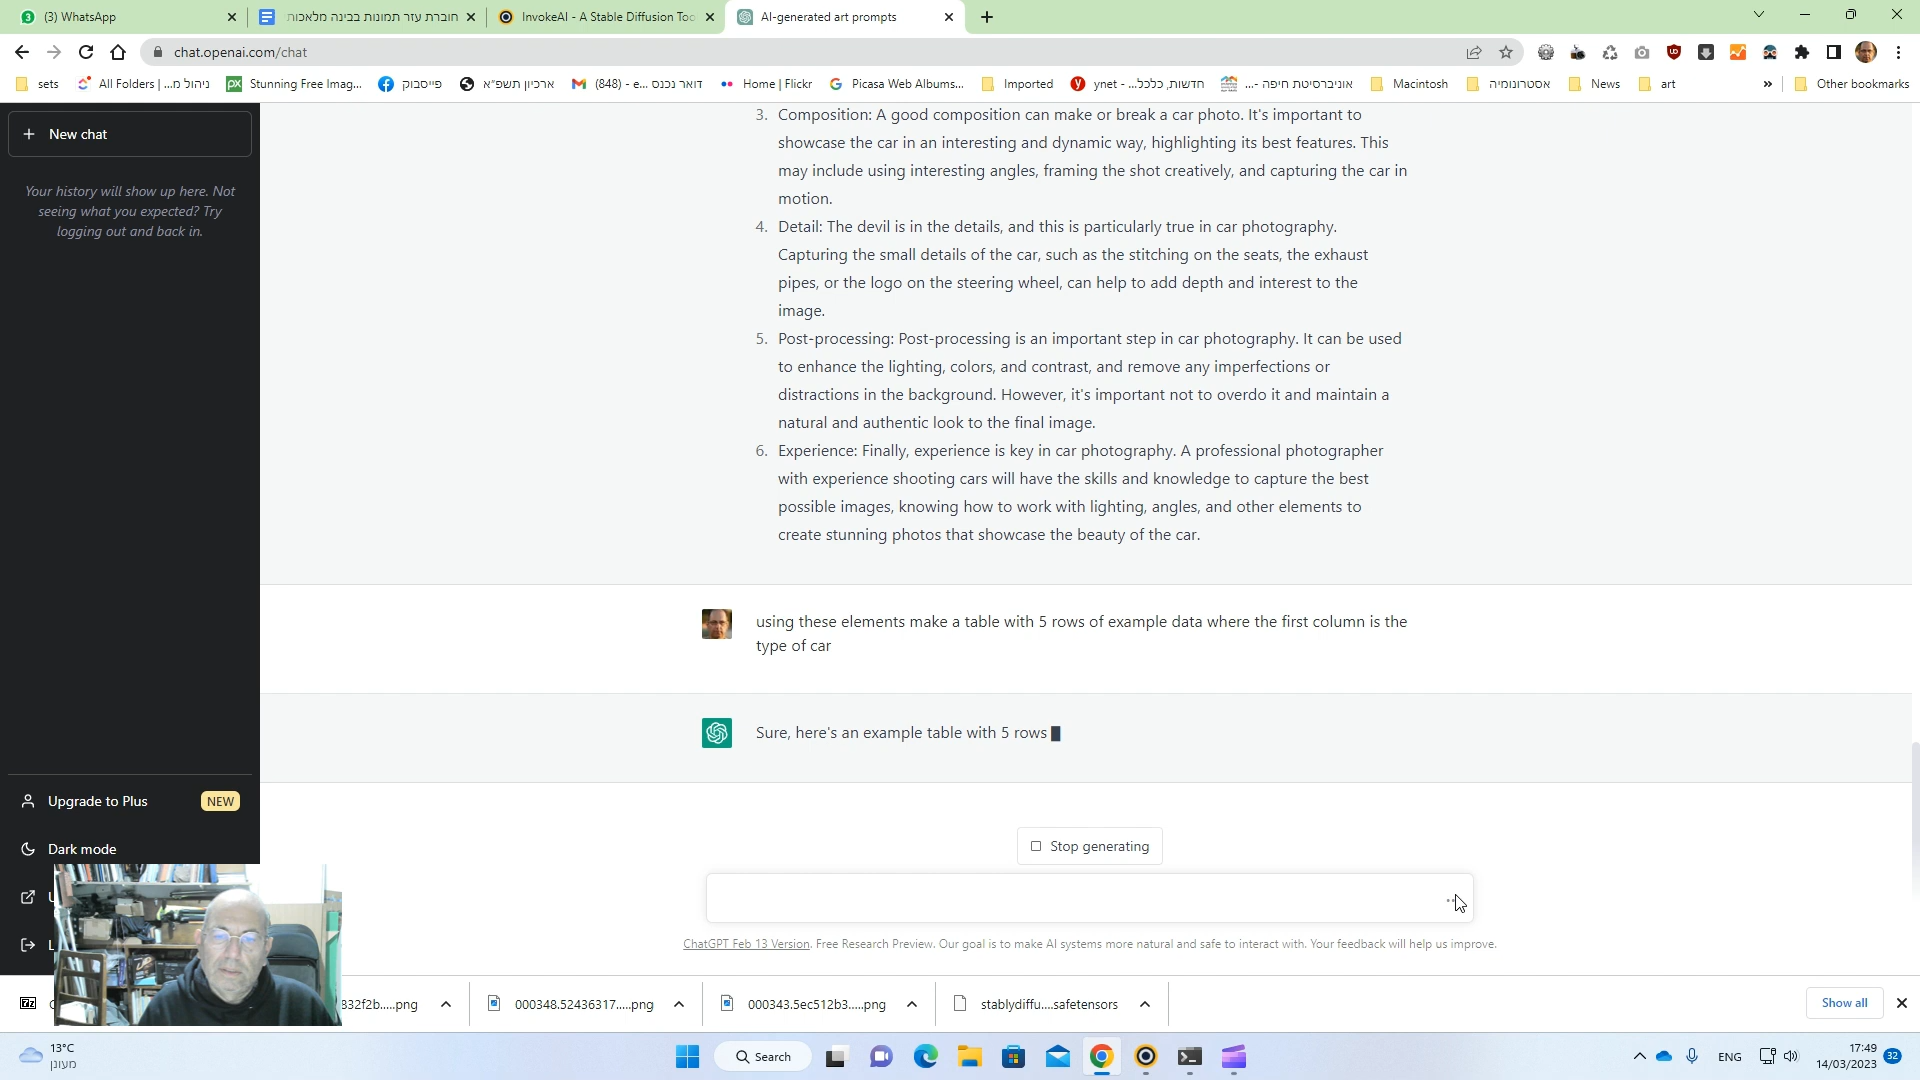 (3) WhatsApp
חוברת עזר תמונות בבינה מלאכותי
InvokeAI - A Stable Diffusion Too
AI-generated art prompts
chat.openai.com/chat
sets
All Folders | ...ניהול מ
Stunning Free Imag...
פייסבוק
ארכיון תשפ״א
דואר נכנס (848) - e...
Home | Flickr
Picasa Web Albums...
Imported
ynet - ...חדשות, כלכל
אוניברסיטת חיפה -...
Macintosh
אסטרונומיה
News
art
»
Other bookmarks
New chat
Your history will show up here. Not
seeing what you expected? Try
logging out and back in.
3. Composition: A good composition can make or break a car photo. It's important to
showcase the car in an interesting and dynamic way, highlighting its best features. This
may include using interesting angles, framing the shot creatively, and capturing the car in
motion.
4. Detail: The devil is in the details, and this is particularly true in car photography.
Capturing the small details of the car, such as the stitching on the seats, the exhaust
pipes, or the logo on the steering wheel, can help to add depth and interest to the
image.
5. Post-processing: Post-processing is an important step in car photography. It can be used
to enhance the lighting, colors, and contrast, and remove any imperfections or
distractions in the background. However, it's important not to overdo it and maintain a
natural and authentic look to the final image.
6. Experience: Finally, experience is key in car photography. A professional photographer
with experience shooting cars will have the skills and knowledge to capture the best
possible images, knowing how to work with lighting, angles, and other elements to
create stunning photos that showcase the beauty of the car.
using these elements make a table with 5 rows of example data where the first column is the
type of car
Sure, here's an example table with 5 rows
Stop generating
ChatGPT Feb 13 Version. Free Research Preview. Our goal is to make AI systems more natural and safe to interact with. Your feedback will help us improve.
Upgrade to Plus
NEW
Dark mode
832f2b.....png
000348.52436317.....png
000343.5ec512b3.....png
stablydiffu....safetensors
Show all
13°C
מעונן
Search
ENG
17:49
14/03/2023
32